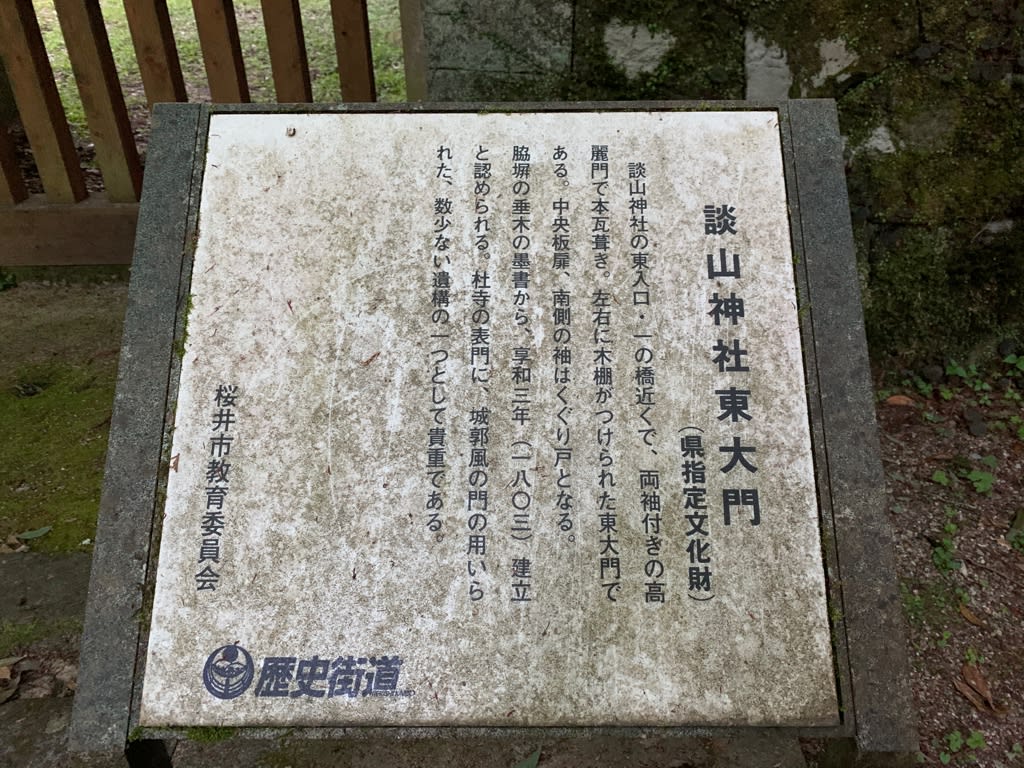 談山神社東大門
(県指定文化財)
談山神社の東入口・一の橋近くで、両袖付きの高
麗門で本瓦葺き。左右に木棚がつけられた東大門で
ある。中央板扉、南側の袖はくぐり戸となる。
脇塀の垂木の墨書から、享和三年(一八〇三)建立
と認められる。社寺の表門に、城郭風の門の用いら
れた、数少ない遺構の一つとして貴重である。
桜井市教育委員会
歴史街道